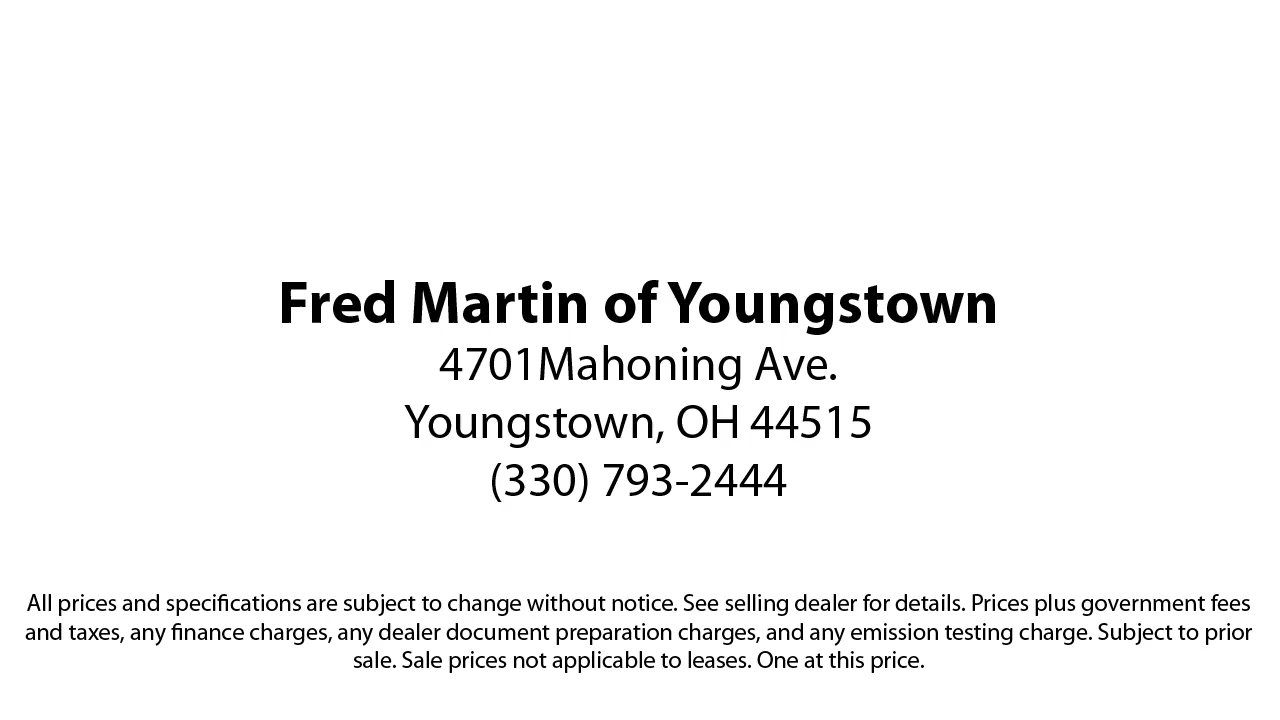 Fred Martin of Youngstown
4701Mahoning Ave.
Youngstown, OH 44515
(330) 793-2444
All prices and specifications are subject to change without notice. See selling dealer for details. Prices plus government fees
and taxes, any finance charges, any dealer document preparation charges, and any emission testing charge. Subject to prior
sale. Sale prices not applicable to leases. One at this price.